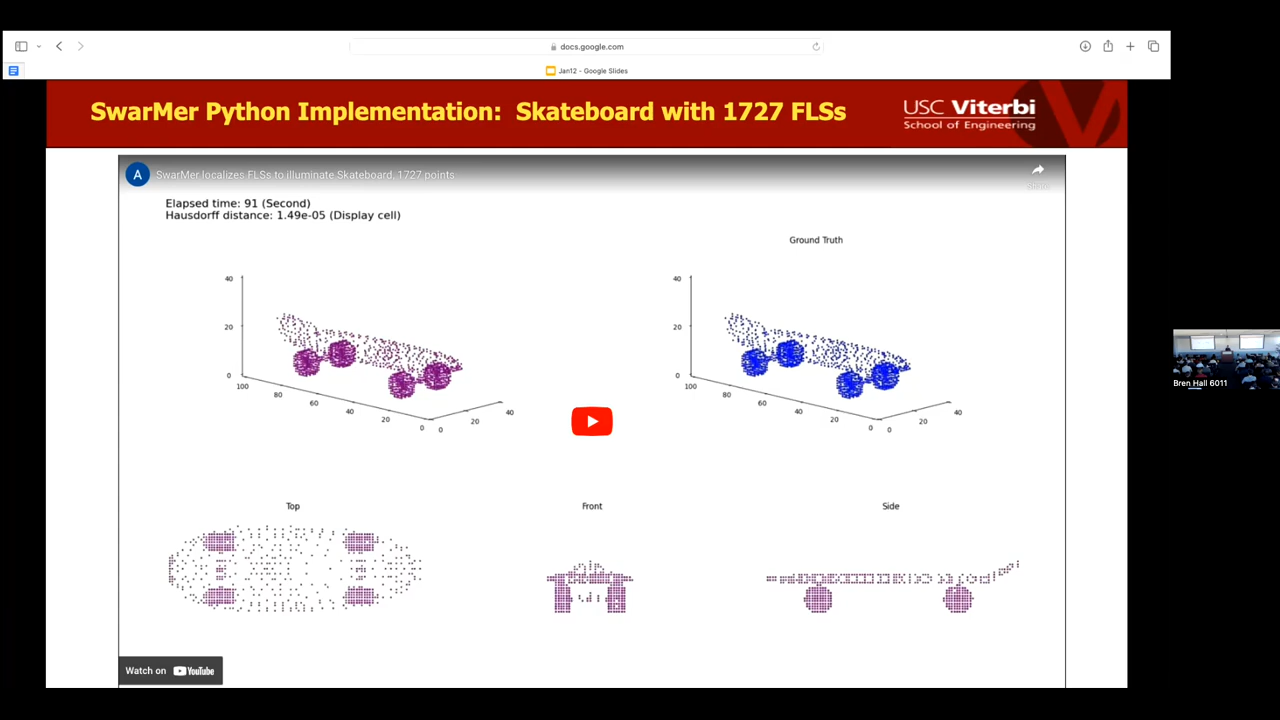 docs.google.com
Jan12 - Google Slides
SwarMer Python Implementation: Skateboard with 1727 FLSs
USC Viterbi
School of Engineering
A
SwarMer localizes FLSs to illuminate Skateboard, 1727 points
Share
Elapsed time: 91 (Second)
Hausdorff distance: 1.49e-05 (Display cell)
Ground Truth
40
20
0
100
80
60
40
20
0
0
20
40
40
20
0
100
80
60
40
20
0
0
20
40
Bren Hall 6011
Top
Front
Side
Watch on YouTube